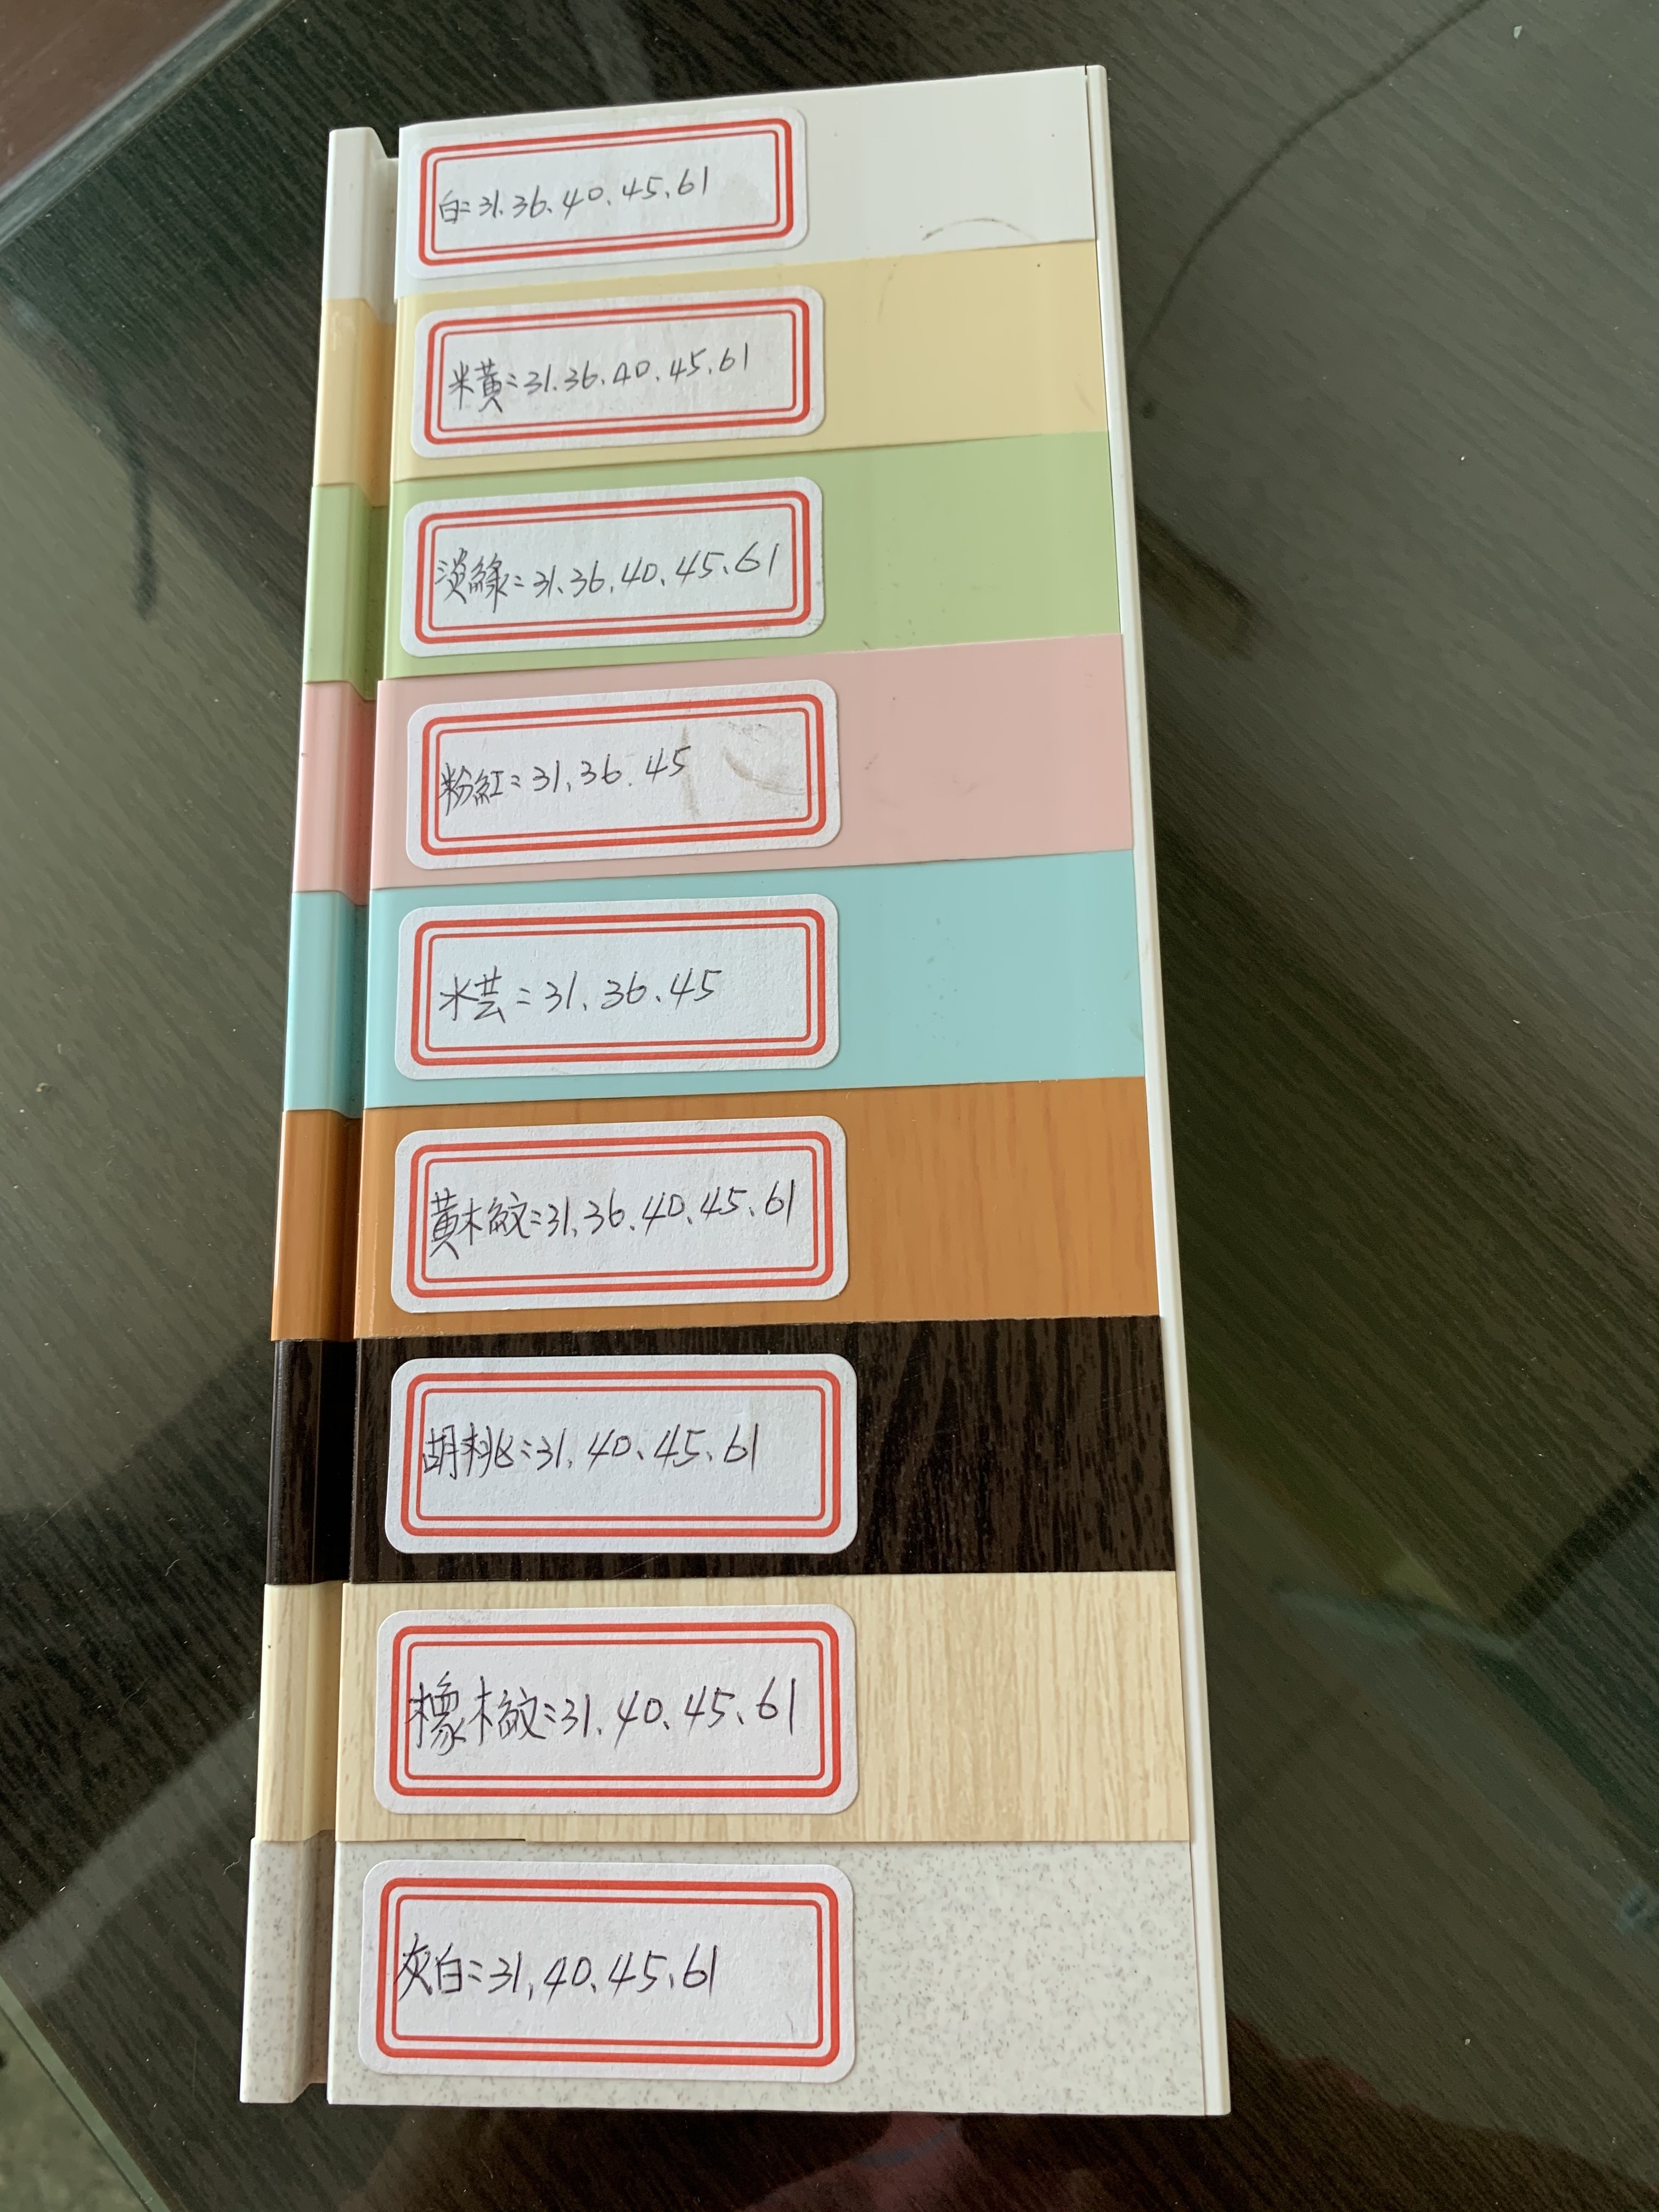 白=31.36、40、45、61
米黃=31.36、40、45、61
淡綠=31、36、40、45、61
粉紅=31、36、45
水芸=31、36、45
黃木紋=31、36、40、45、61
胡桃=31、40、45、61
橡木紋=31、40、45、61
灰白=31、40、45、61